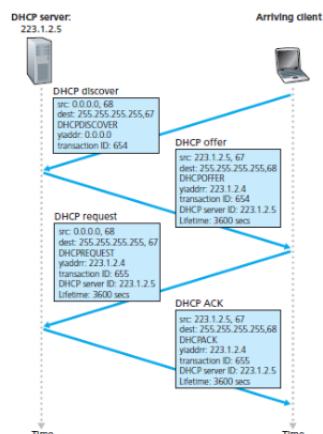 DHCP server:
223.1.2.5
Arriving client
DHCP discover
src: 0.0.0.0, 68
dest: 255.255.255.255,67
DHCPDISCOVER
yiaddr: 0.0.0.0
transaction ID: 654
DHCP offer
src: 223.1.2.5, 67
dest: 255.255.255.255,68
DHCPOFFER
yiaddrr: 223.1.2.4
transaction ID: 654
DHCP server ID: 223.1.2.5
Lifetime: 3600 secs
DHCP request
src: 0.0.0.0, 68
dest: 255.255.255.255, 67
DHCPREQUEST
yiaddrr: 223.1.2.4
transaction ID: 655
DHCP server ID: 223.1.2.5
Lifetime: 3600 secs
DHCP ACK
src: 223.1.2.5, 67
dest: 255.255.255.255,68
DHCPACK
yiaddr: 223.1.2.4
transaction ID: 655
DHCP server ID: 223.1.2.5
Lifetime: 3600 secs
Time
Time